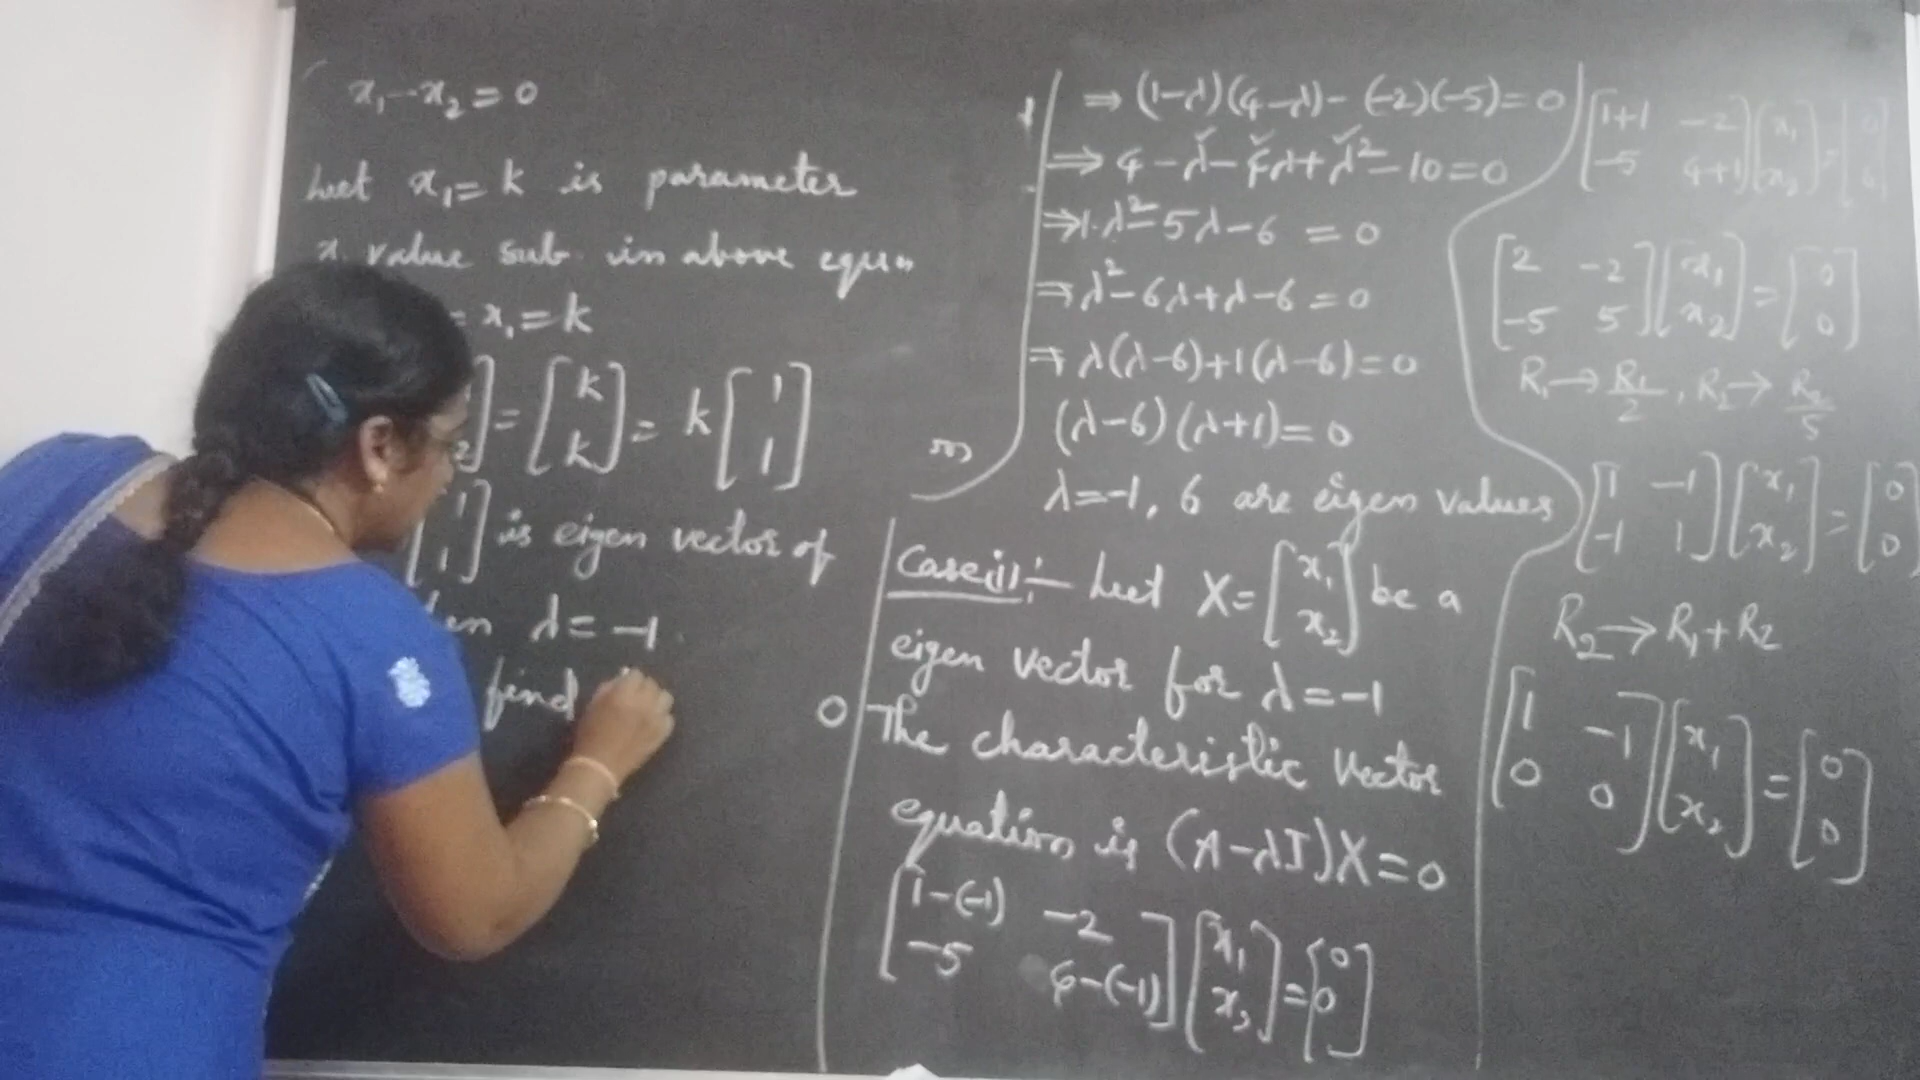 x₁-x₂=0
Let x₁=k is parameter
x₁ value sub in above equn
= x₁=k
= [k; k] = k [1; 1]
[1; 1] is eigen vector of
λ=-1
find
⇒ (1-λ)(4-λ)-(-2)(-5)=0
⇒ 4-λ-4λ+λ²-10=0
⇒1.λ²-5λ-6=0
⇒λ²-6λ+λ-6=0
⇒ λ(λ-6)+1(λ-6)=0
(λ-6)(λ+1)=0
λ=-1, 6 are eigen values
Case(i):- Let X=[x₁; x₂] be a
eigen vector for λ=-1
The characteristic vector
equation is (A-λI)X=0
[1-(-1) -2; -5 4-(-1)][x₁; x₂]=[0; 0]
[1+1 -2; -5 4+1][x₁; x₂]=[0; 0]
[2 -2; -5 5][x₁; x₂]=[0; 0]
R₁→R₁/2, R₂→R₂/5
[1 -1; -1 1][x₁; x₂]=[0; 0]
R₂→R₁+R₂
[1 -1; 0 0][x₁; x₂]=[0; 0]